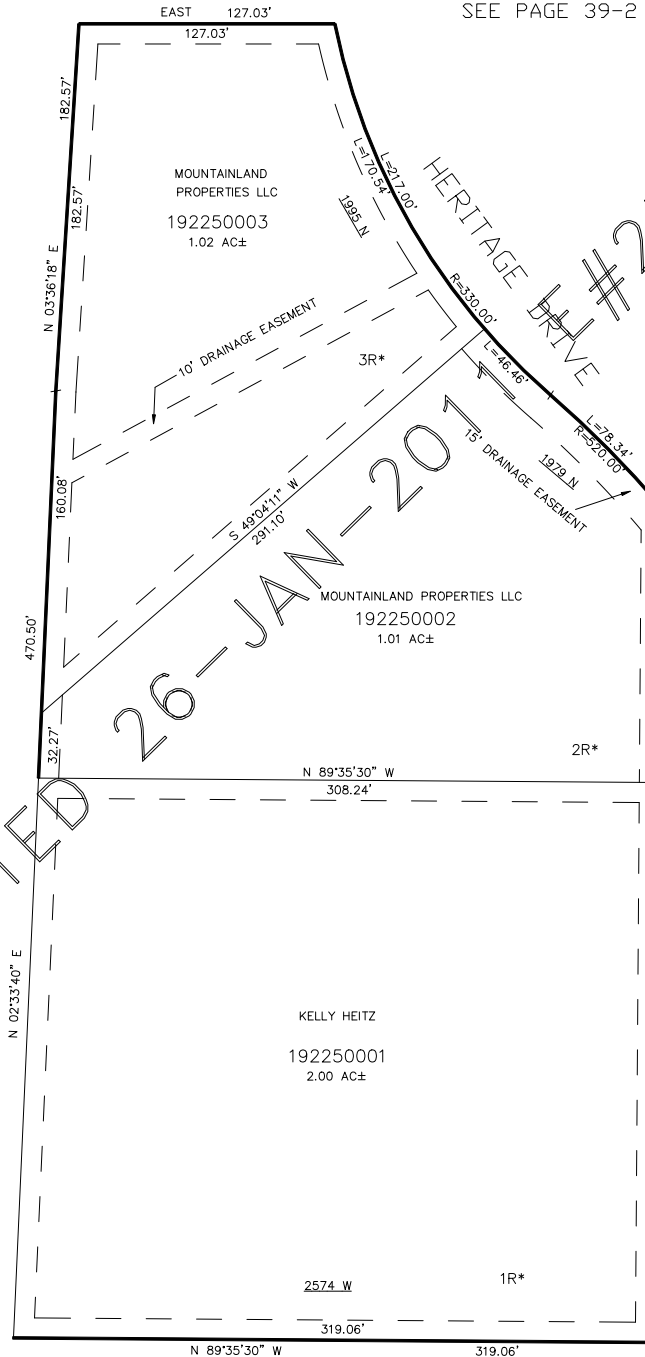 SEE PAGE 39-2
EAST 127.03'
127.03'
182.57'
182.57'
MOUNTAINLAND
PROPERTIES LLC
192250003
1.02 AC±
L=217.00'
L=170.54'
1995 N
HERITAGE DRIVE
N 03°36'18" E
R=330.00'
10' DRAINAGE EASEMENT
3R*
L=46.46'
L=78.34'
R=520.00'
15' DRAINAGE EASEMENT
1979 N
160.08'
S 49°04'11" W
291.10'
26-JAN-2011
MOUNTAINLAND PROPERTIES LLC
192250002
1.01 AC±
470.50'
32.27'
2R*
N 89°35'30" W
308.24'
N 02°33'40" E
KELLY HEITZ
192250001
2.00 AC±
2574 W
1R*
319.06'
N 89°35'30" W 319.06'